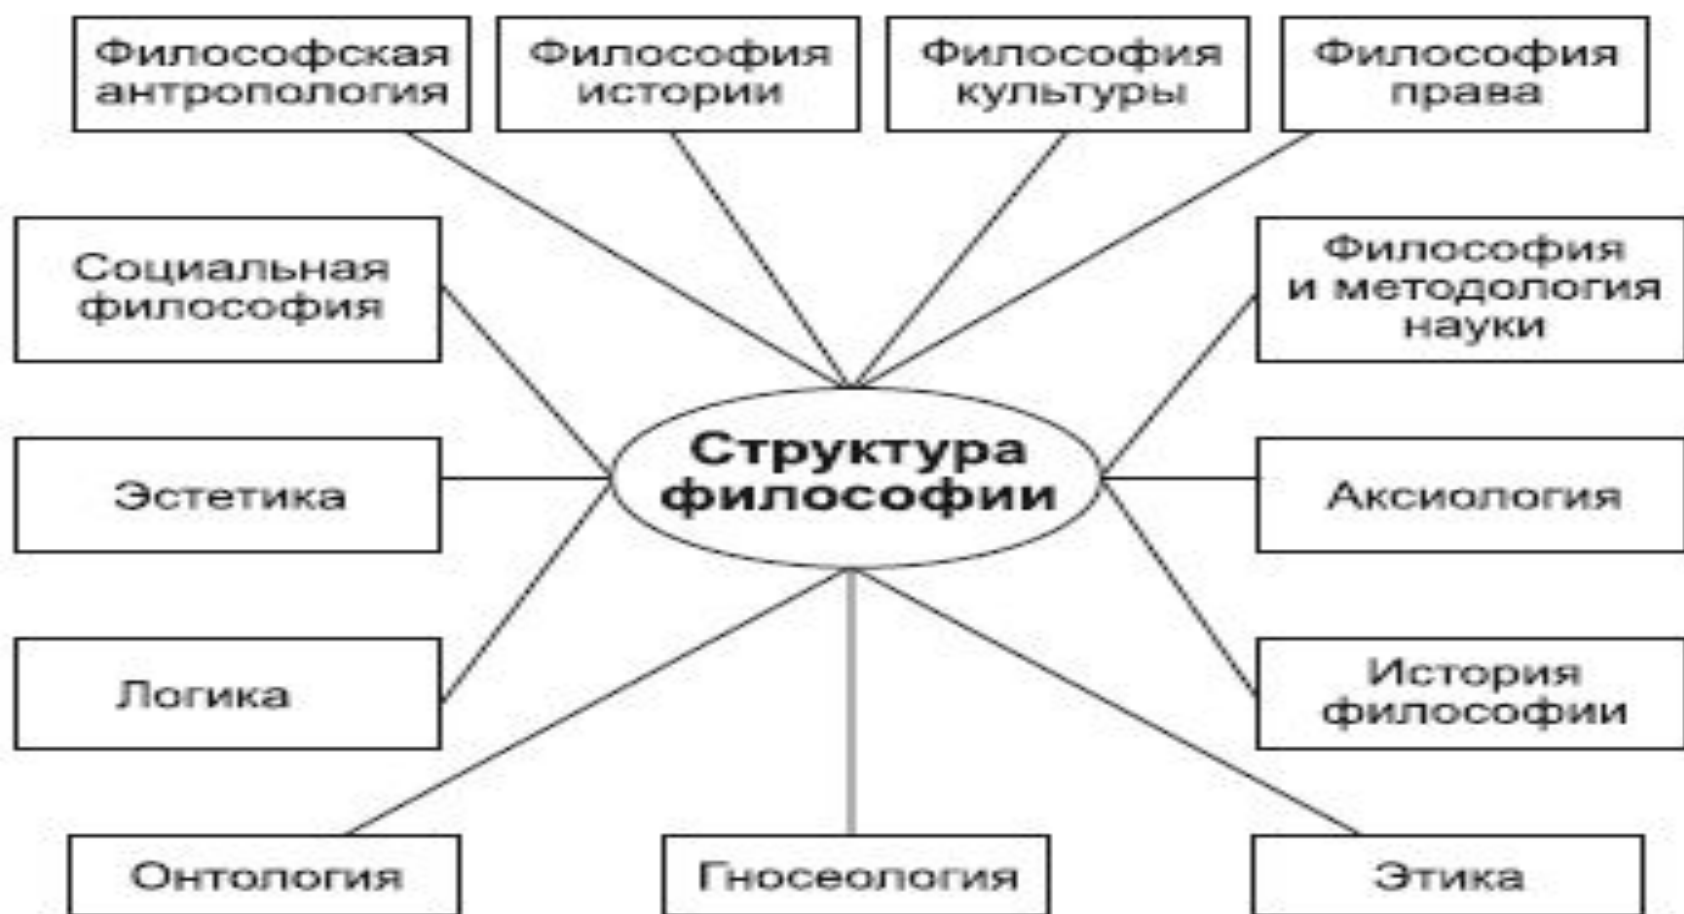 Философская
антропология
Философия
истории
Философия
культуры
Философия
права
Социальная
философия
Философия
и методология
науки
Структура
философии
Эстетика
Аксиология
Логика
История
философии
Онтология
Гносеология
Этика